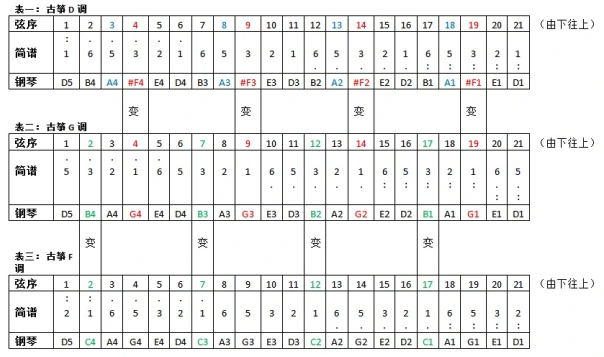 表一：古筝 D 调
弦序 1 2 3 4 5 6 7 8 9 10 11 12 13 14 15 16 17 18 19 20 21 （由下往上）
: . . . . .
简谱 1 6 5 3 2 1 6 5 3 2 1 6 5 3 2 1 6 5 3 2 1
. . . . . : : : : :
钢琴 D5 B4 A4 #F4 E4 D4 B3 A3 #F3 E3 D3 B2 A2 #F2 E2 D2 B1 A1 #F1 E1 D1
变 变 变 变
表二：古筝 G 调
弦序 1 2 3 4 5 6 7 8 9 10 11 12 13 14 15 16 17 18 19 20 21 （由下往上）
. . . .
简谱 5 3 2 1 6 5 3 2 1 6 5 3 2 1 6 5 3 2 1 6 5
钢琴 D5 B4 A4 G4 E4 D4 B3 A3 G3 E3 D3 B2 A2 G2 E2 D2 B1 A1 G1 E1 D1
变 变 变 变
表三：古筝 F
调
弦序 1 2 3 4 5 6 7 8 9 10 11 12 13 14 15 16 17 18 19 20 21 （由下往上）
简谱 2 1 6 5 3 2 1 6 5 3 2 1 6 5 3 2 1 6 5 3 2
钢琴 D5 C4 A4 G4 E4 D4 C3 A3 G3 E3 D3 C2 A2 G2 E2 D2 C1 A1 G1 E1 D1